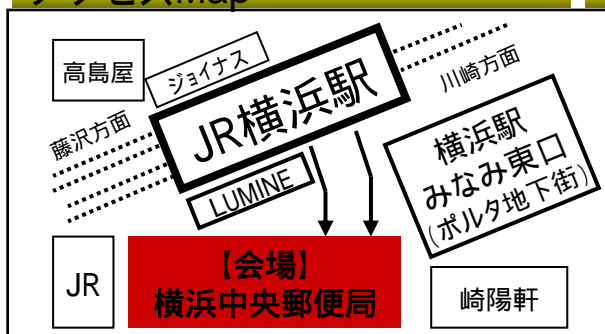 アクセスMap
高島屋
ジョイナス
川崎方面
藤沢方面
JR横浜駅
横浜駅
みなみ東口
(ポルタ地下街)
LUMINE
JR
【会場】
横浜中央郵便局
崎陽軒